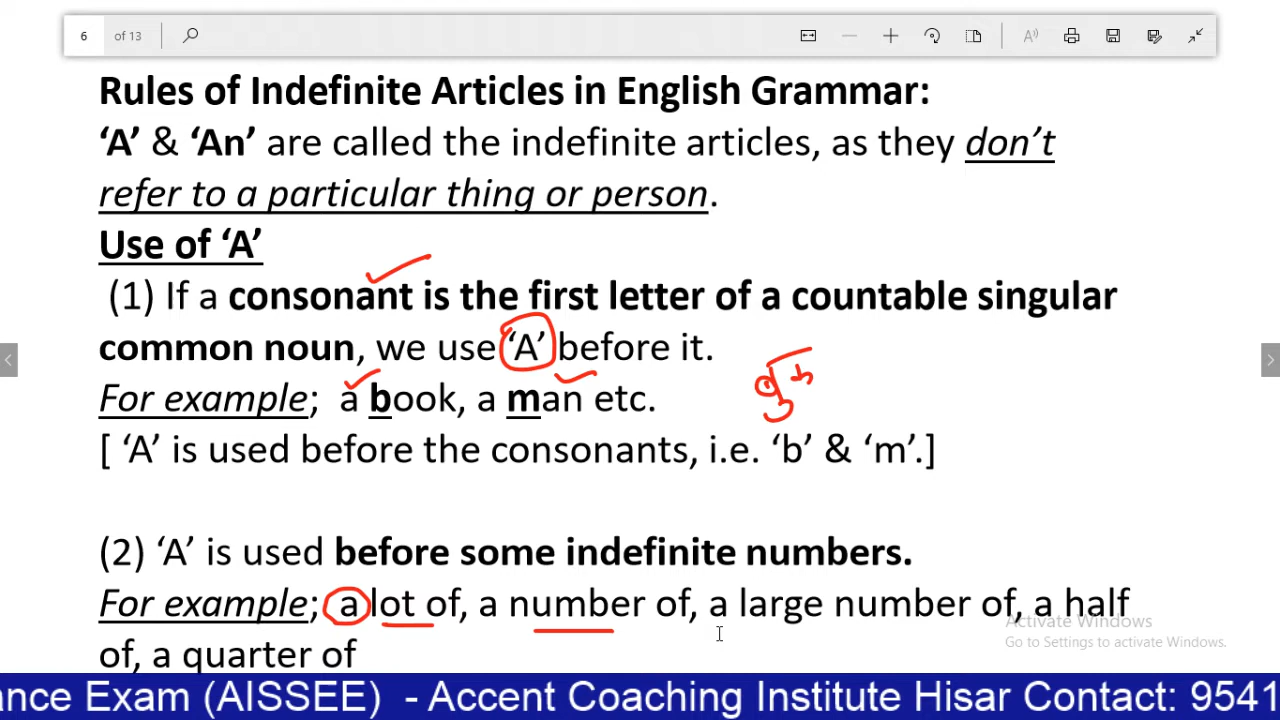 6 of 13
Rules of Indefinite Articles in English Grammar:
‘A’ & ‘An’ are called the indefinite articles, as they don’t
refer to a particular thing or person.
Use of ‘A’
(1) If a consonant is the first letter of a countable singular
common noun, we use ‘A’ before it.
For example; a book, a man etc.
[ ‘A’ is used before the consonants, i.e. ‘b’ & ‘m’.]
(2) ‘A’ is used before some indefinite numbers.
For example; a lot of, a number of, a large number of, a half
of, a quarter of
Activate Windows
Go to Settings to activate Windows.
ance Exam (AISSEE) - Accent Coaching Institute Hisar Contact: 9541